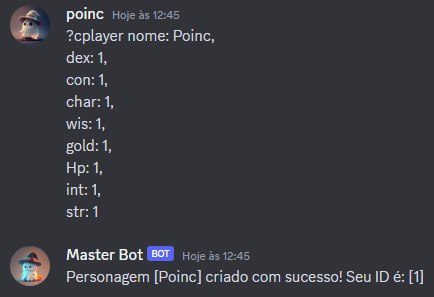 poinc Hoje às 12:45
?cplayer nome: Poinc,
dex: 1,
con: 1,
char: 1,
wis: 1,
gold: 1,
Hp: 1,
int: 1,
str: 1
Master Bot BOT Hoje às 12:45
Personagem [Poinc] criado com sucesso! Seu ID é: [1]